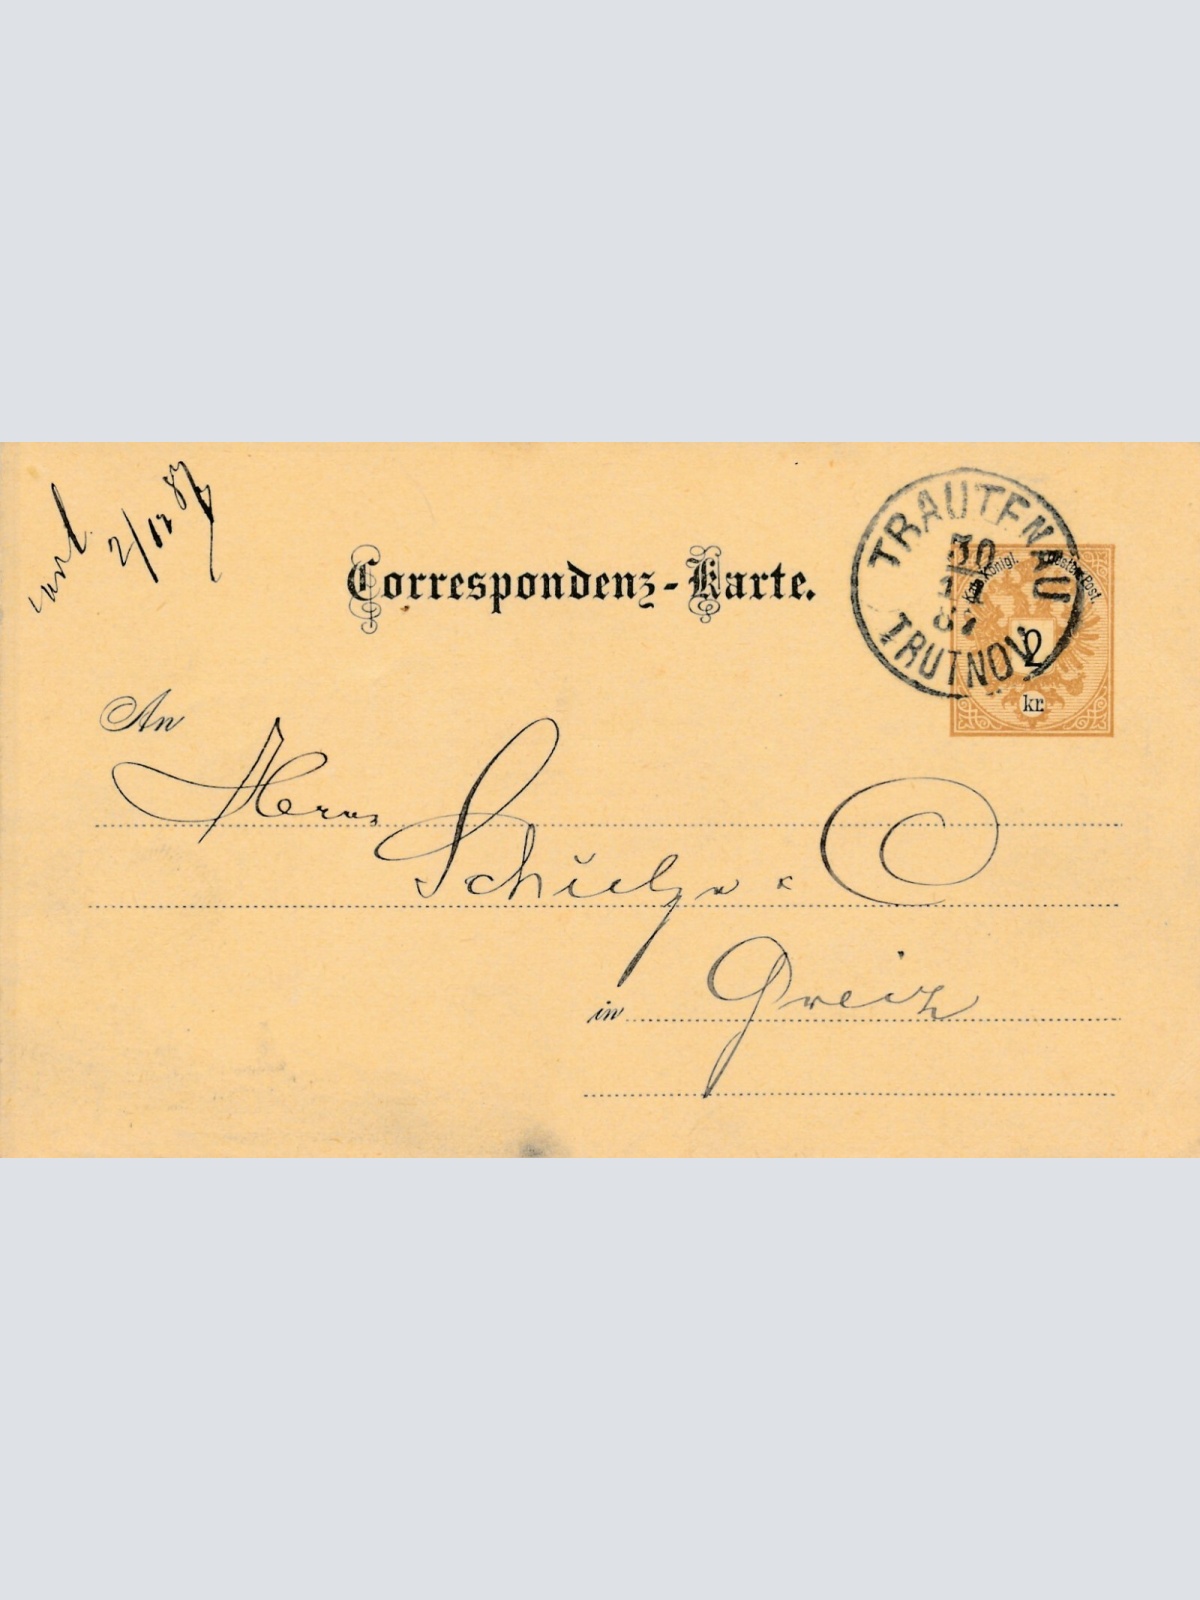 2/12 87
Correspondenz-Karte.
TRAUTENAU
30
11
87
TRUTNOV
Kais. Königl. Oesterr. Post.
2
kr.
An
Herrn
& C
in Greiz